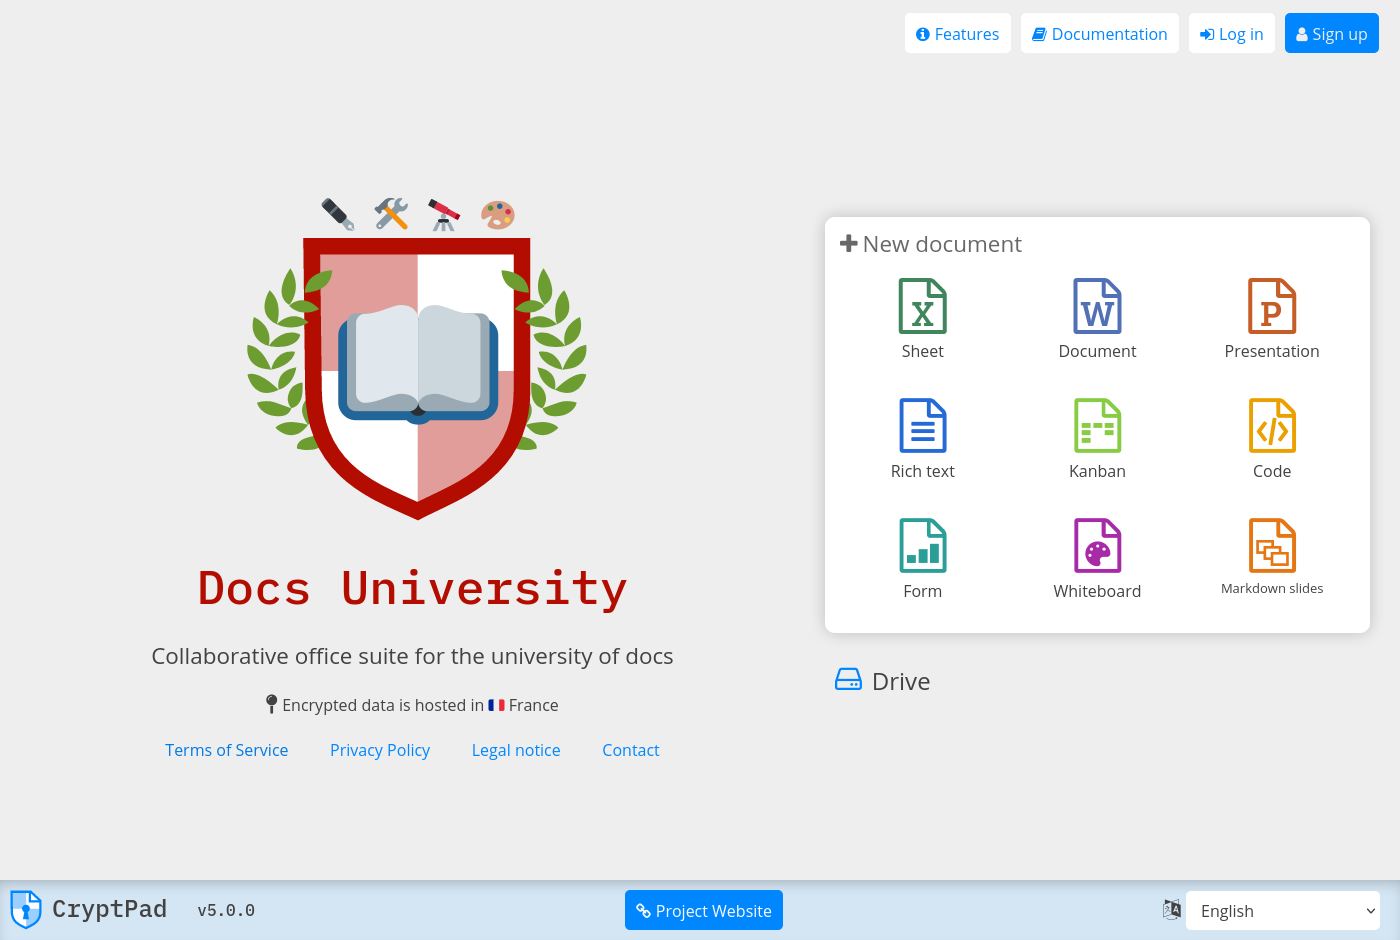 Features
Documentation
Log in
Sign up
New document
X
W
P
Sheet
Document
Presentation
Rich text
Kanban
Code
Form
Whiteboard
Markdown slides
Docs University
Collaborative office suite for the university of docs
Encrypted data is hosted in France
Terms of Service
Privacy Policy
Legal notice
Contact
Drive
CryptPad
v5.0.0
Project Website
English